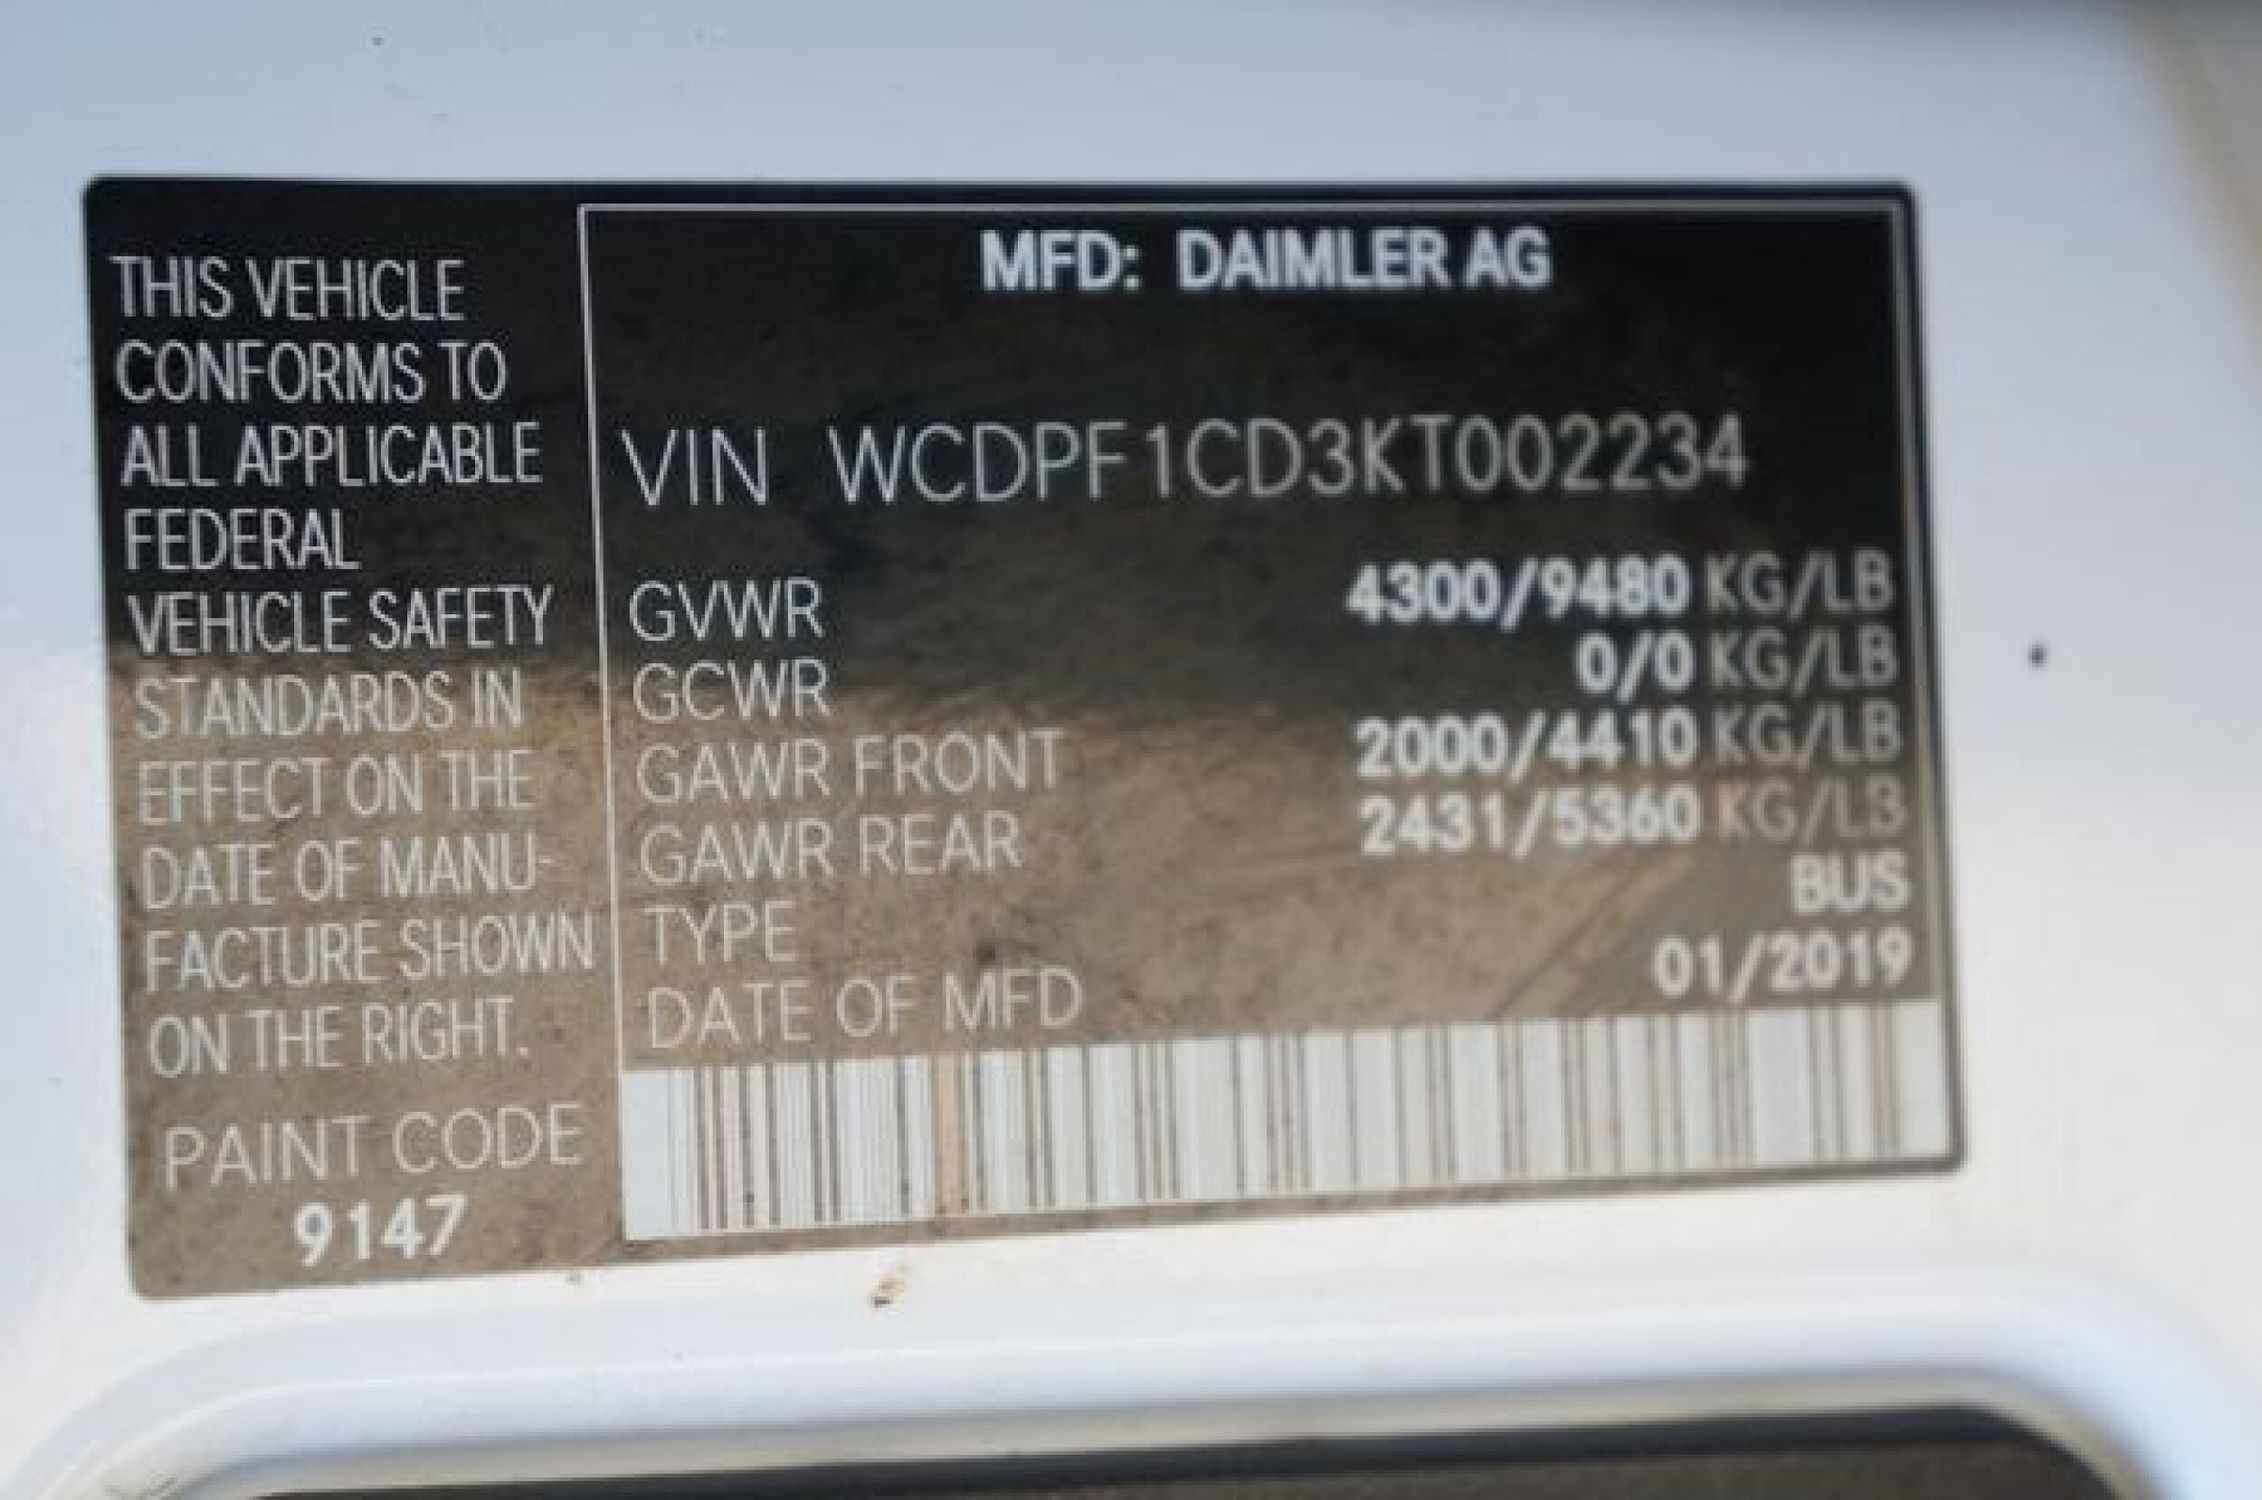 THIS VEHICLE
CONFORMS TO
ALL APPLICABLE
FEDERAL
VEHICLE SAFETY
STANDARDS IN
EFFECT ON THE
DATE OF MANU-
FACTURE SHOWN
ON THE RIGHT.
PAINT CODE
9147
MFD: DAIMLER AG
VIN WCDPF1CD3KT002234
GVWR 4300/9480 KG/LB
GCWR 0/0 KG/LB
GAWR FRONT 2000/4410 KG/LB
GAWR REAR 2431/5360 KG/LB
TYPE BUS
DATE OF MFD 01/2019